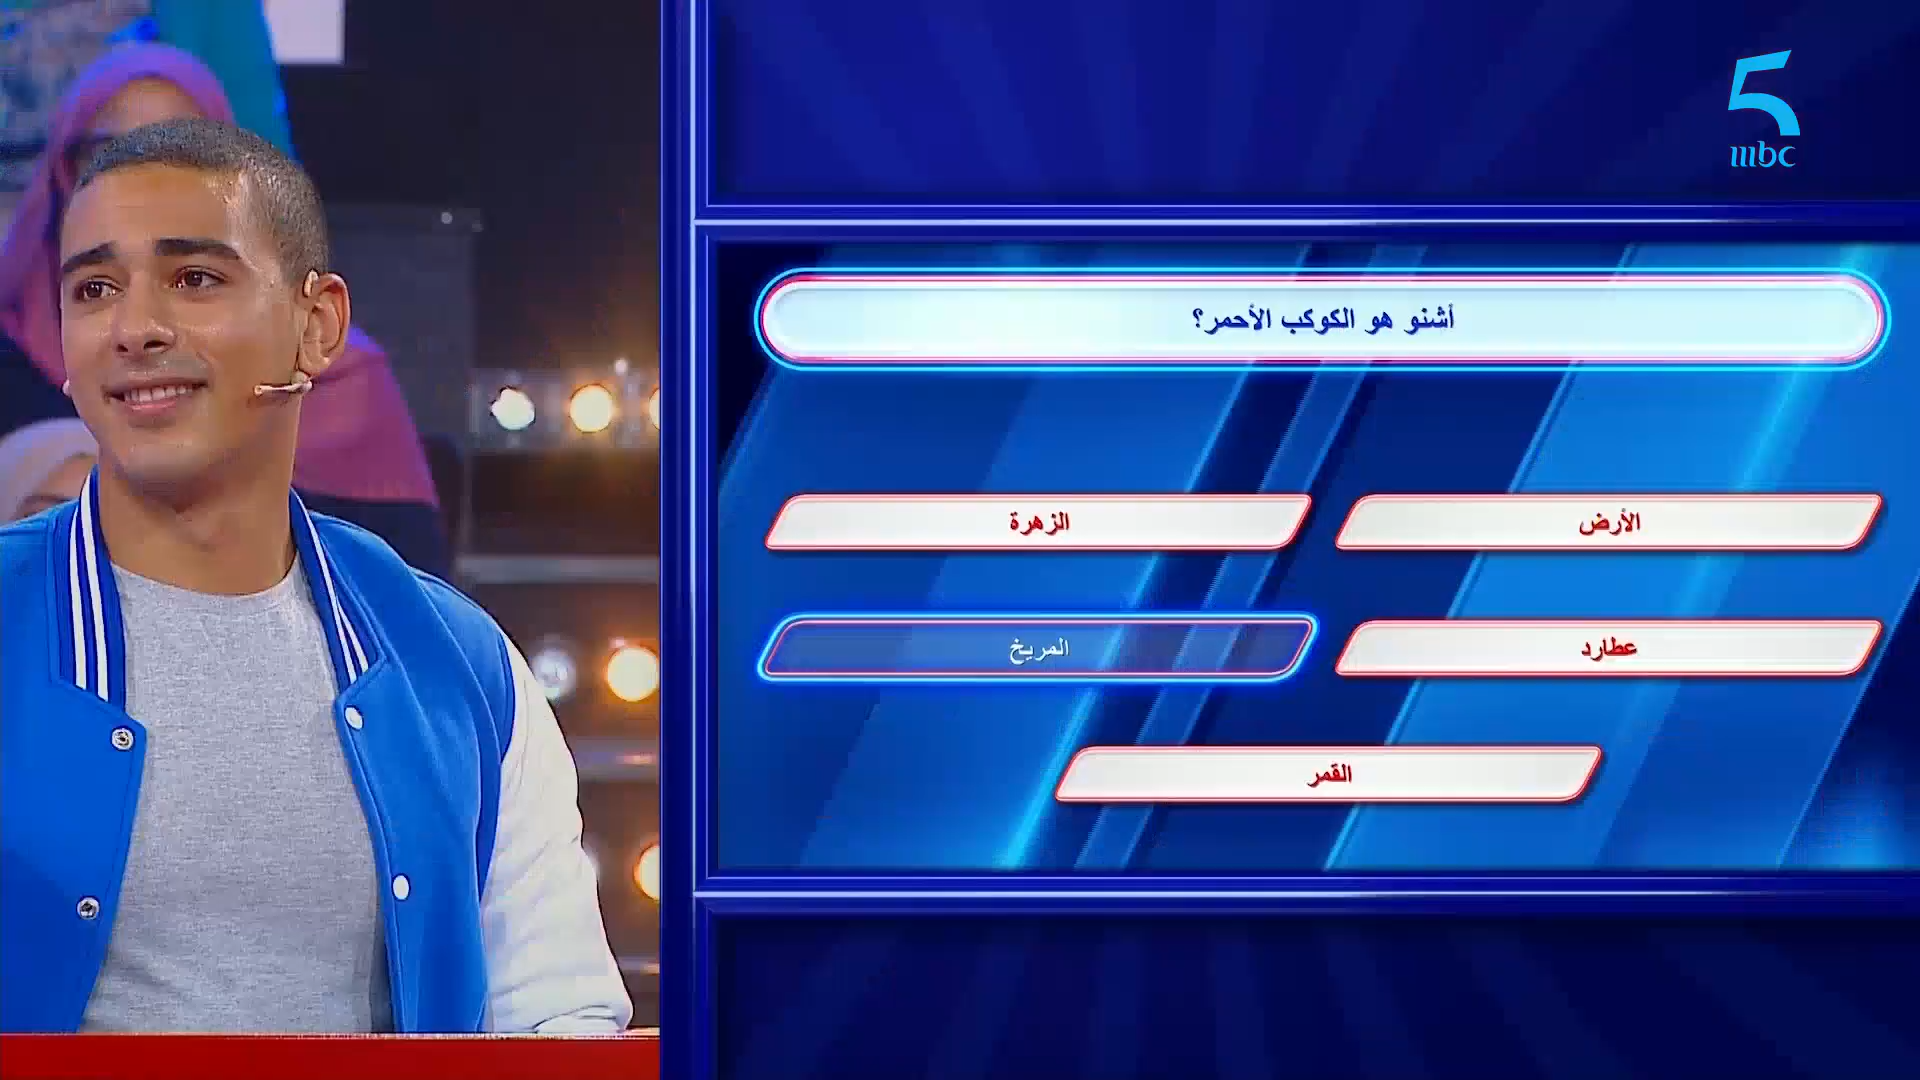 5
mbc
أشنو هو الكوكب الأحمر؟
الأرض
الزهرة
عطارد
المريخ
القمر